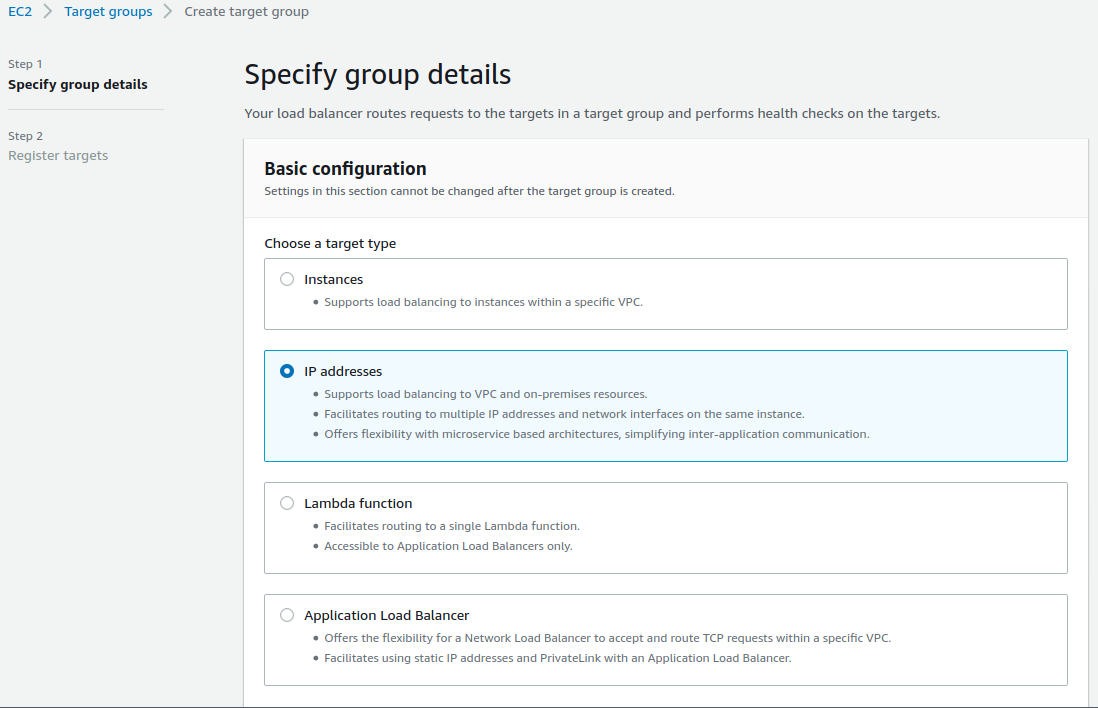 EC2 > Target groups > Create target group
Step 1
Specify group details
Step 2
Register targets
Specify group details
Your load balancer routes requests to the targets in a target group and performs health checks on the targets.
Basic configuration
Settings in this section cannot be changed after the target group is created.
Choose a target type
Instances
• Supports load balancing to instances within a specific VPC.
IP addresses
• Supports load balancing to VPC and on-premises resources.
• Facilitates routing to multiple IP addresses and network interfaces on the same instance.
• Offers flexibility with microservice based architectures, simplifying inter-application communication.
Lambda function
• Facilitates routing to a single Lambda function.
• Accessible to Application Load Balancers only.
Application Load Balancer
• Offers the flexibility for a Network Load Balancer to accept and route TCP requests within a specific VPC.
• Facilitates using static IP addresses and PrivateLink with an Application Load Balancer.